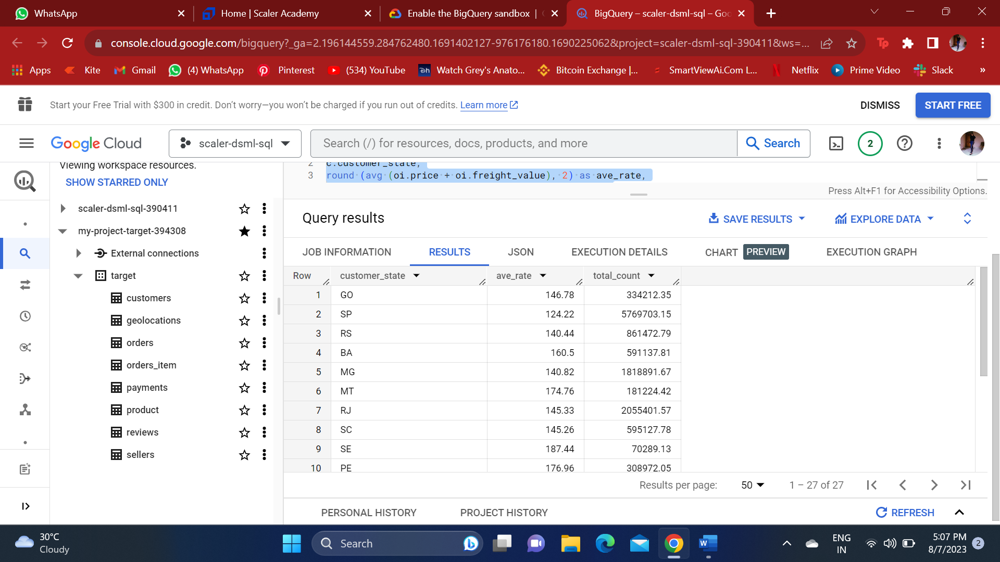 WhatsApp
Home | Scaler Academy
Enable the BigQuery sandbox |
BigQuery – scaler-dsml-sql – Goo
console.cloud.google.com/bigquery?_ga=2.196144559.284762480.1691402127-976176180.1690225062&project=scaler-dsml-sql-390411&ws=...
Tp
Apps
Kite
Gmail
(4) WhatsApp
Pinterest
(534) YouTube
Watch Grey's Anato...
Bitcoin Exchange |...
SmartViewAi.Com L...
Netflix
Prime Video
Slack
»
Start your Free Trial with $300 in credit. Don't worry—you won't be charged if you run out of credits. Learn more
DISMISS
START FREE
Google Cloud
scaler-dsml-sql
Search (/) for resources, docs, products, and more
Search
2
Viewing workspace resources.
SHOW STARRED ONLY
scaler-dsml-sql-390411
my-project-target-394308
External connections
target
customers
geolocations
orders
orders_item
payments
product
reviews
sellers
2 c.customer_state,
3 round (avg (oi.price + oi.freight_value), 2) as ave_rate,
Press Alt+F1 for Accessibility Options.
Query results
SAVE RESULTS
EXPLORE DATA
JOB INFORMATION
RESULTS
JSON
EXECUTION DETAILS
CHART PREVIEW
EXECUTION GRAPH
Row customer_state ave_rate total_count
1 GO 146.78 334212.35
2 SP 124.22 5769703.15
3 RS 140.44 861472.79
4 BA 160.5 591137.81
5 MG 140.82 1818891.67
6 MT 174.76 181224.42
7 RJ 145.33 2055401.57
8 SC 145.26 595127.78
9 SE 187.44 70289.13
10 PE 176.96 308972.05
Results per page: 50 1 – 27 of 27
PERSONAL HISTORY
PROJECT HISTORY
REFRESH
30°C
Cloudy
Search
ENG
IN
5:07 PM
8/7/2023
2